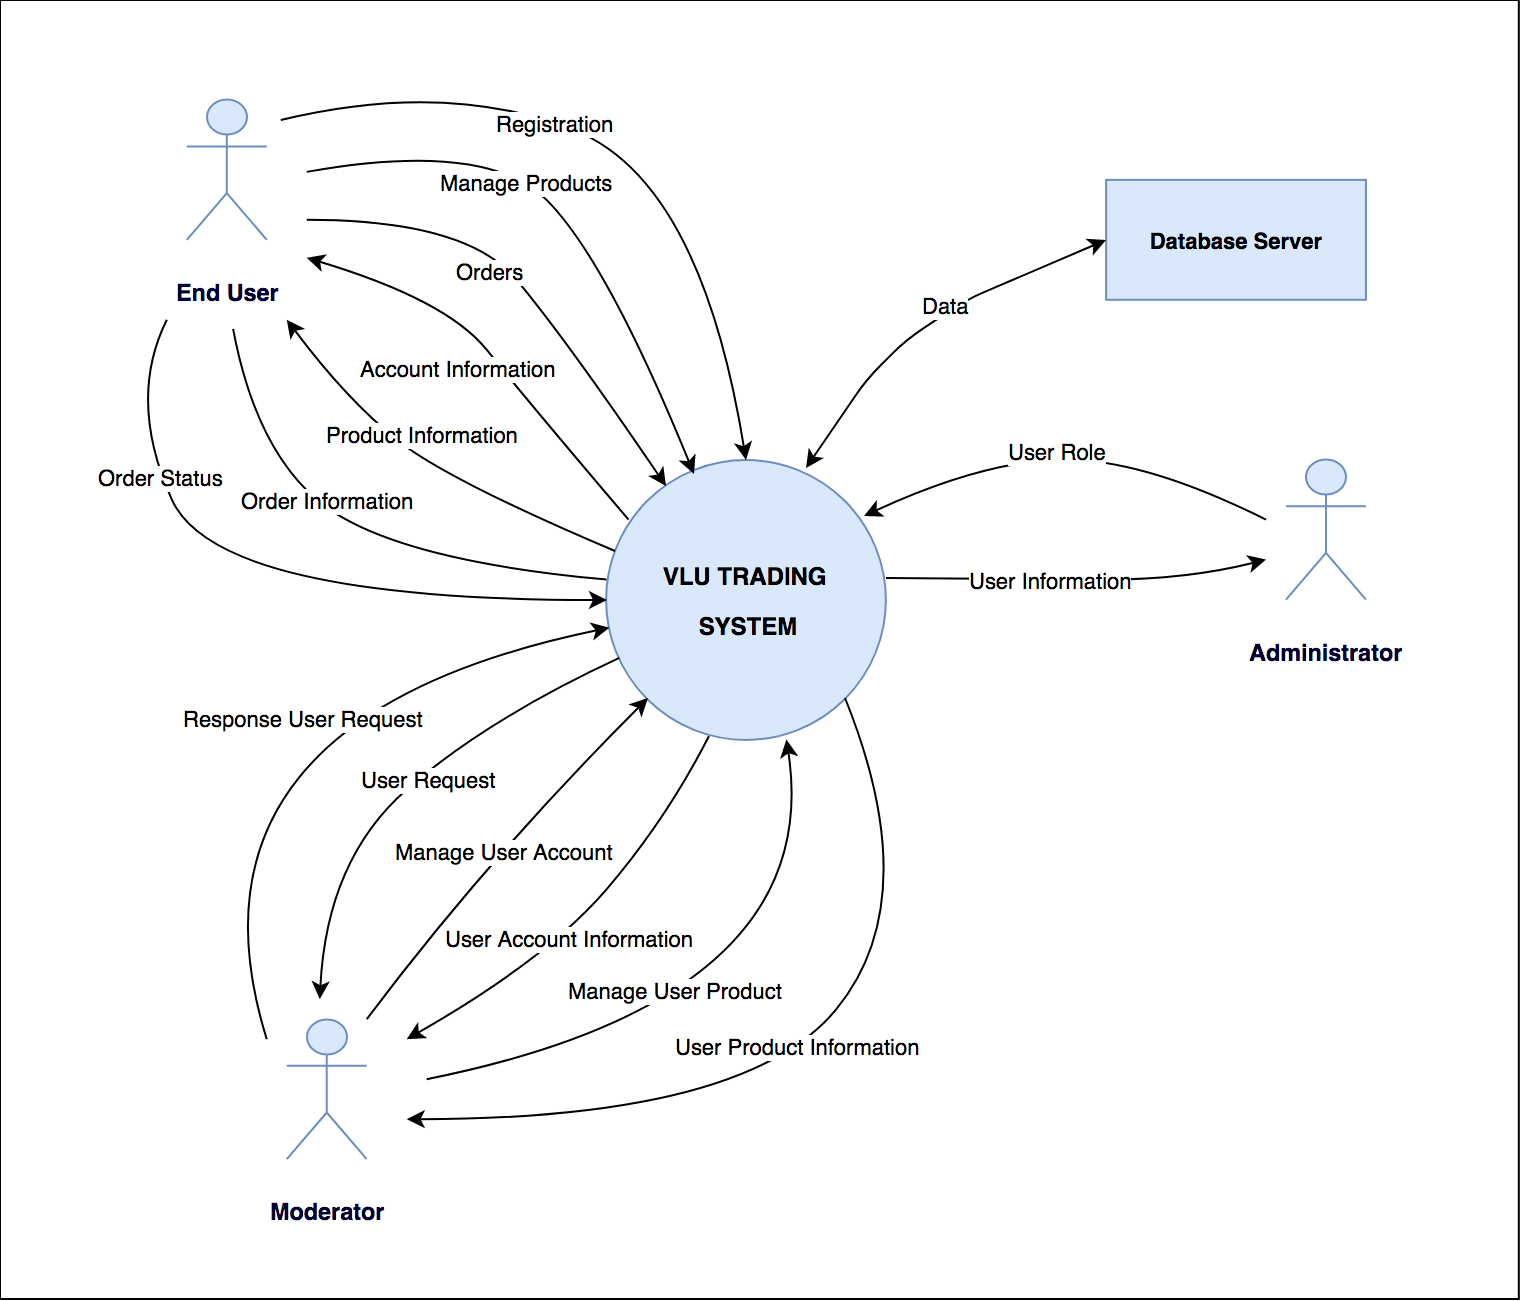 Registration
Manage Products
Database Server
Orders
End User
Data
Account Information
Product Information
User Role
Order Status
Order Information
VLU TRADING
SYSTEM
User Information
Administrator
Response User Request
User Request
Manage User Account
User Account Information
Manage User Product
User Product Information
Moderator